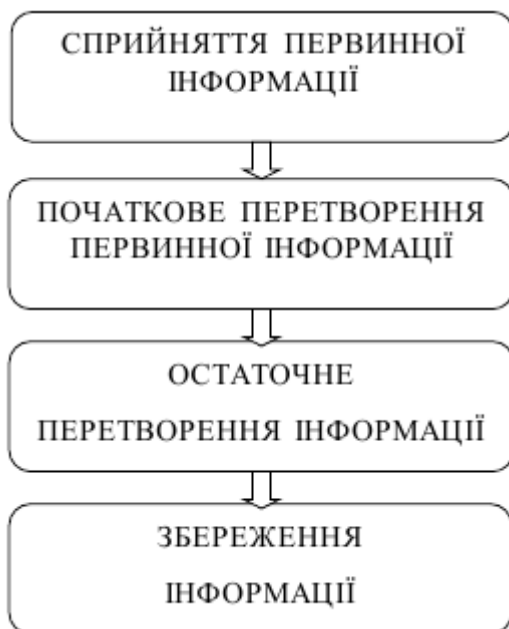 СПРИЙНЯТТЯ ПЕРВИННОЇ
ІНФОРМАЦІЇ
ПОЧАТКОВЕ ПЕРЕТВОРЕННЯ
ПЕРВИННОЇ ІНФОРМАЦІЇ
ОСТАТОЧНЕ
ПЕРЕТВОРЕННЯ ІНФОРМАЦІЇ
ЗБЕРЕЖЕННЯ
ІНФОРМАЦІЇ